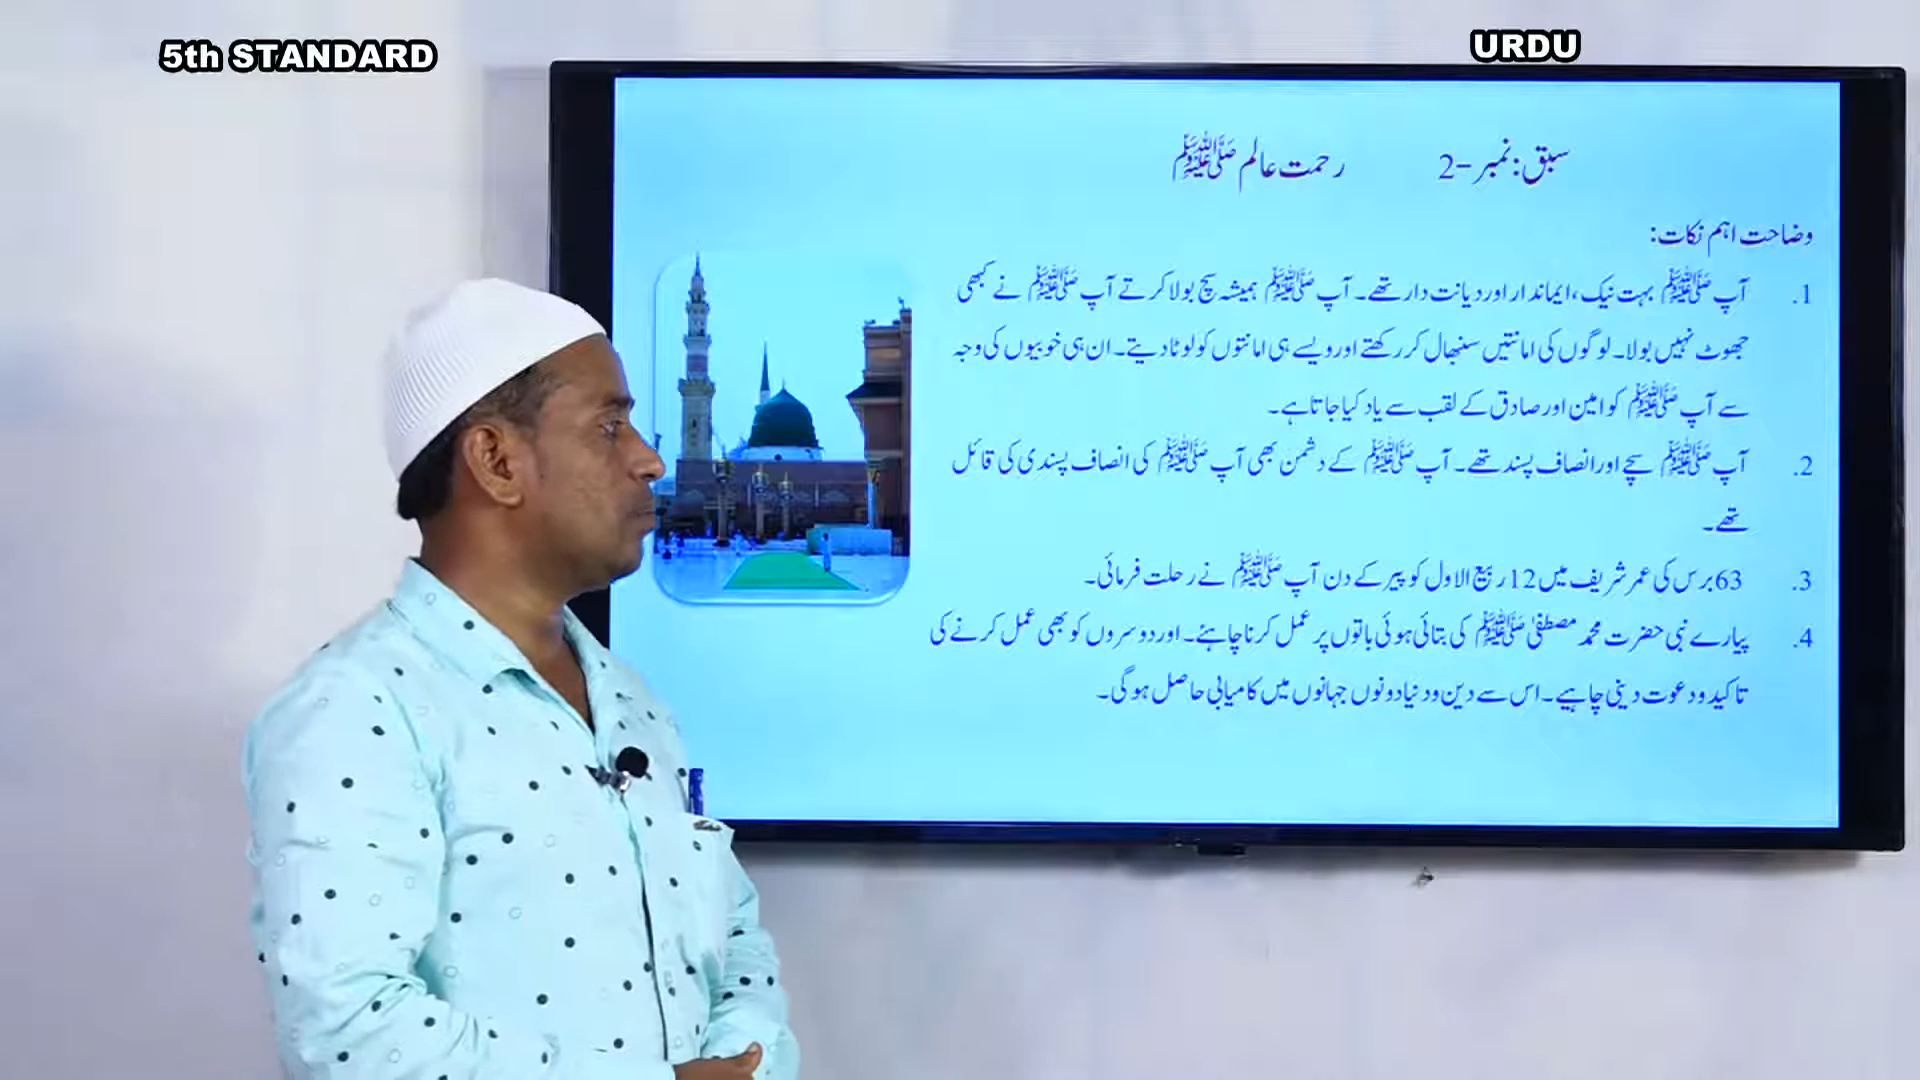 5th STANDARD
URDU
سبق:نمبر-2 رحمت عالم ﷺ
وضاحت اہم نکات:
1. آپ ﷺ بہت نیک، ایماندار اور دیانت دار تھے۔ آپ ﷺ ہمیشہ سچ بولا کرتے آپ ﷺ نے کبھی
جھوٹ نہیں بولا۔ لوگوں کی امانتیں سنبھال کر رکھتے اور ویسے ہی امانتوں کو لوٹا دیتے۔ ان ہی خوبیوں کی وجہ
سے آپ ﷺ کو امین اور صادق کے لقب سے یاد کیا جاتا ہے۔
2. آپ ﷺ سچے اور انصاف پسند تھے۔ آپ ﷺ کے دشمن بھی آپ ﷺ کی انصاف پسندی کی قائل
تھے۔
3. 63 برس کی عمر شریف میں 12 ربیع الاول کو پیر کے دن آپ ﷺ نے رحلت فرمائی۔
4. پیارے نبی حضرت محمد مصطفیٰ ﷺ کی بتائی ہوئی باتوں پر عمل کرنا چاہئے۔ اور دوسروں کو بھی عمل کرنے کی
تاکید و دعوت دینی چاہیے۔ اس سے دین و دنیا دونوں جہانوں میں کامیابی حاصل ہوگی۔